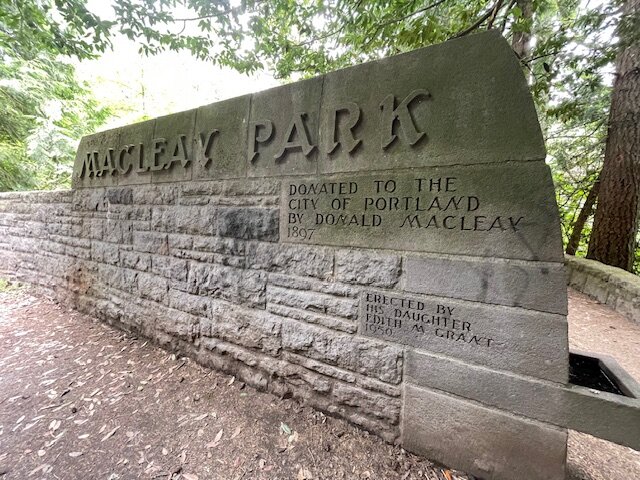 MACLEAY PARK
DONATED TO THE
CITY OF PORTLAND
BY DONALD MACLEAY
1897
ERECTED BY
HIS DAUGHTER
EDITH M GRANT
1950